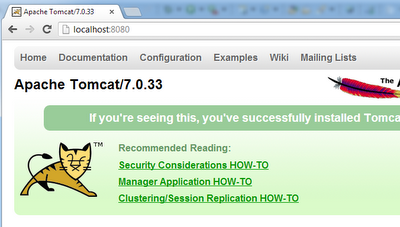 Apache Tomcat/7.0.33
localhost:8080
Home Documentation Configuration Examples Wiki Mailing Lists
Apache Tomcat/7.0.33
The
If you're seeing this, you've successfully installed
™
Recommended Reading:
Security Considerations HOW-TO
Manager Application HOW-TO
Clustering/Session Replication HOW-TO